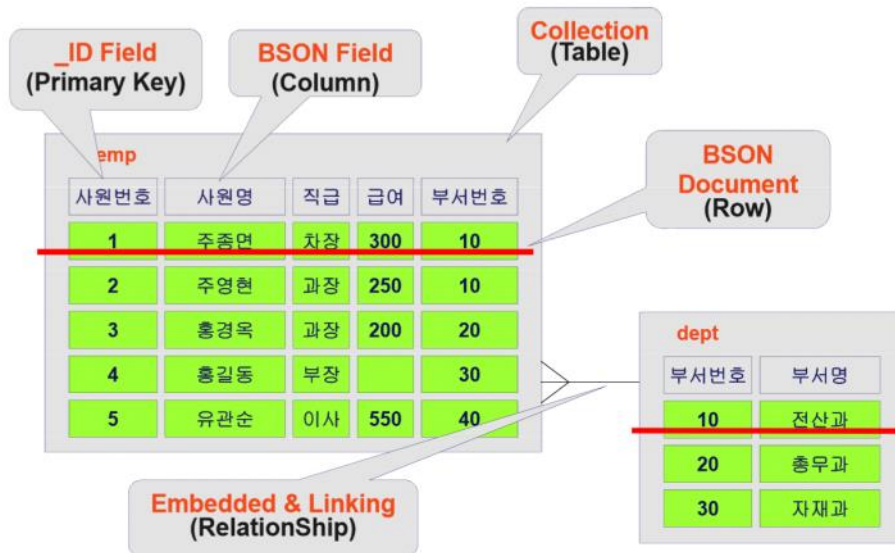 _ID Field
(Primary Key)
BSON Field
(Column)
Collection
(Table)
BSON
Document
(Row)
emp
사원번호 사원명 직급 급여 부서번호
1 주종면 차장 300 10
2 주영현 과장 250 10
3 홍경옥 과장 200 20
4 홍길동 부장 30
5 유관순 이사 550 40
dept
부서번호 부서명
10 전산과
20 총무과
30 자재과
Embedded & Linking
(RelationShip)